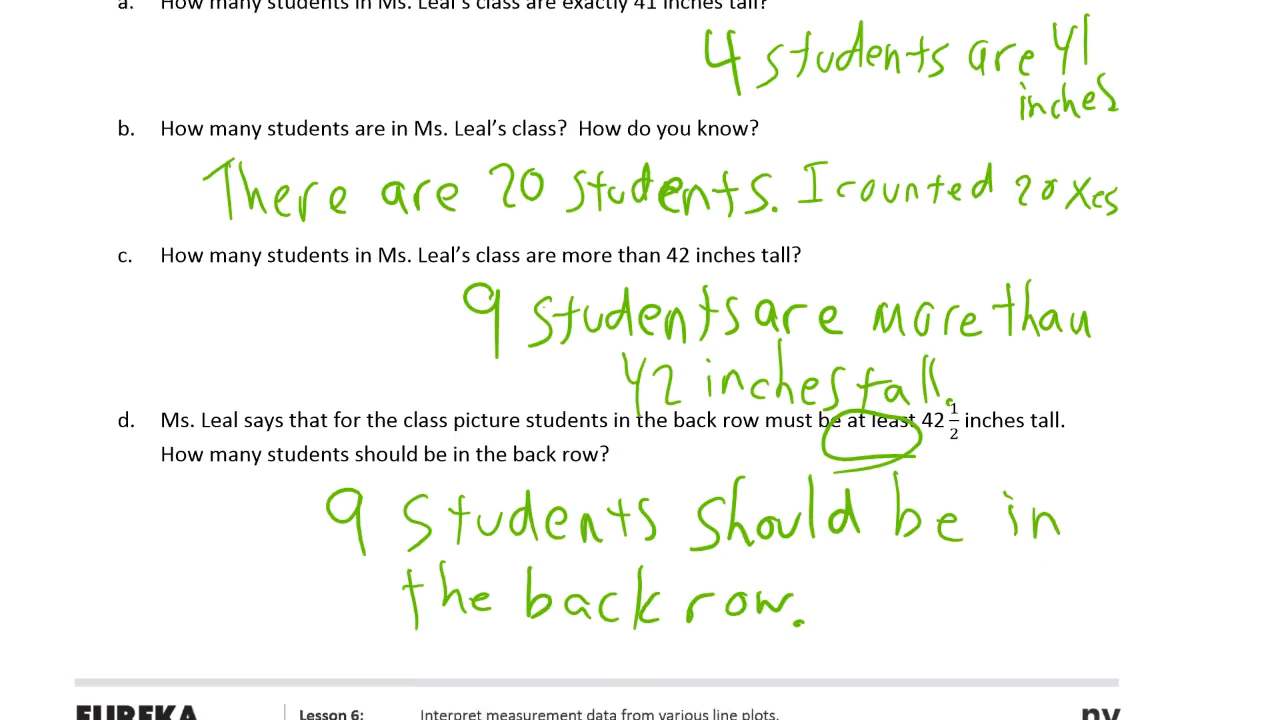 a. How many students in Ms. Leal's class are exactly 41 inches tall?
4 students are 41
inches
b. How many students are in Ms. Leal's class? How do you know?
There are 20 students. I counted 20 Xes
c. How many students in Ms. Leal's class are more than 42 inches tall?
9 students are more than
42 inches tall.
d. Ms. Leal says that for the class picture students in the back row must be at least 42 1/2 inches tall.
How many students should be in the back row?
9 students should be in
the back row.
EUREKA Lesson 6: Interpret measurement data from various line plots. ny